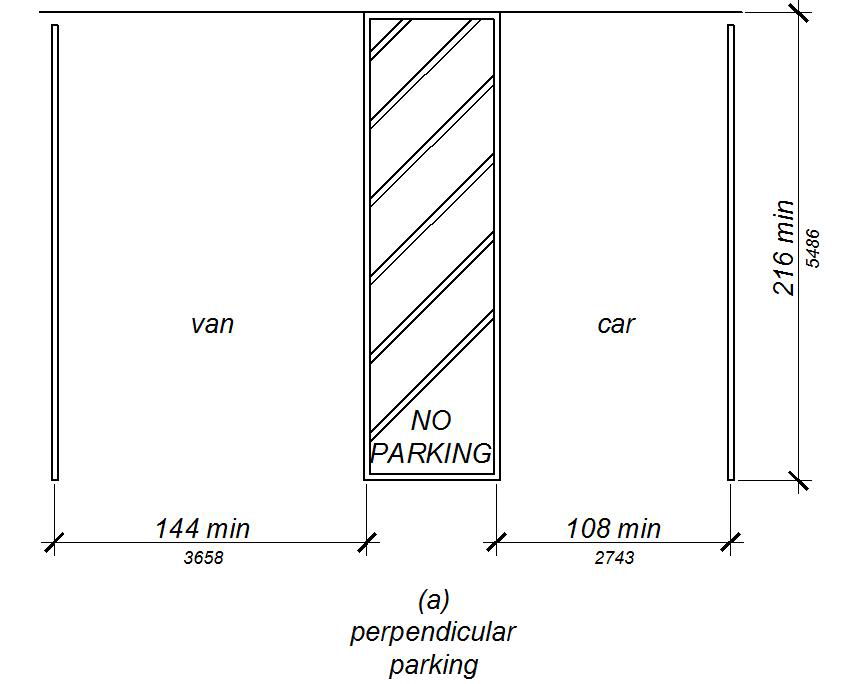 216 min
5486
van
car
NO
PARKING
144 min
3658
108 min
2743
(a)
perpendicular
parking